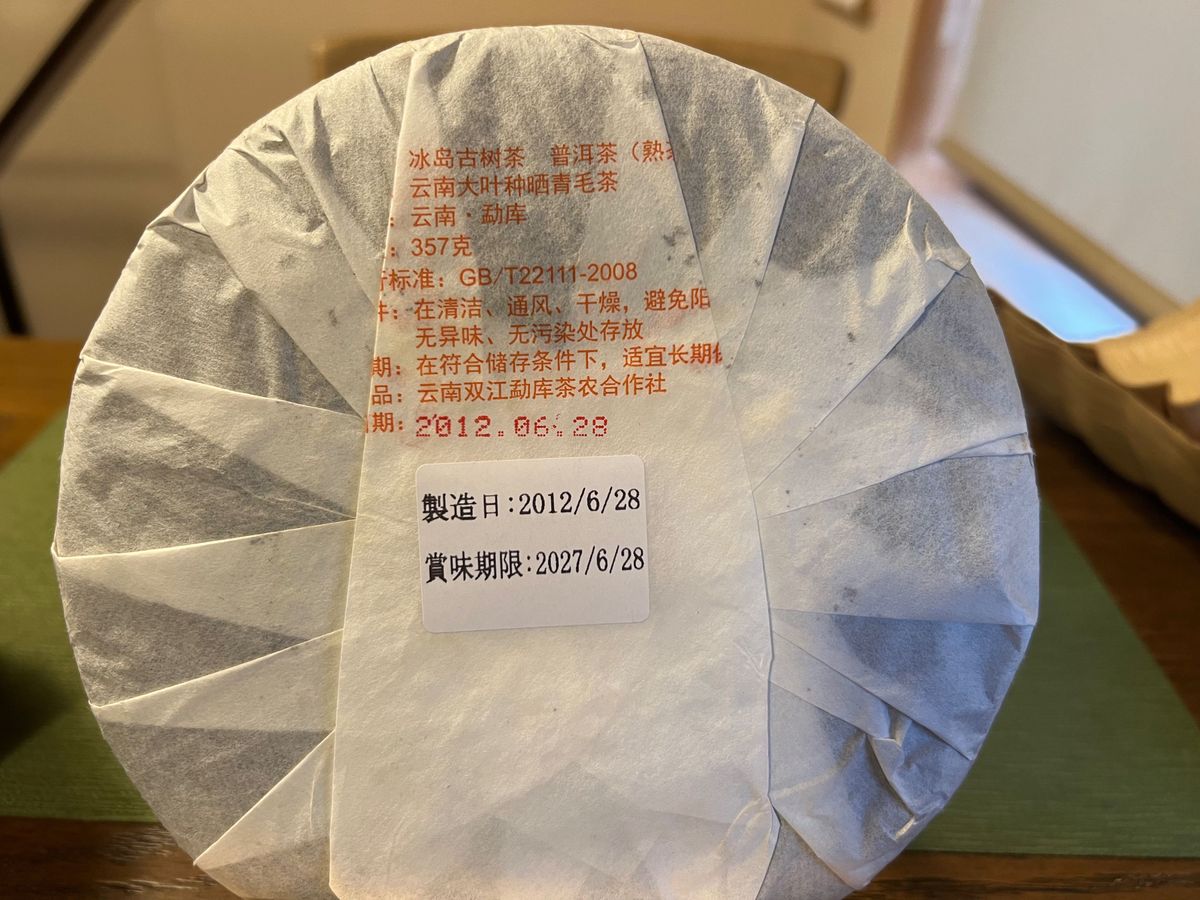 冰岛古树茶 普洱茶（熟
云南大叶种晒青毛茶
：云南·勐库
：357克
标准：GB/T22111-2008
件：在清洁、通风、干燥，避免阳
无异味、无污染处存放
期：在符合储存条件下，适宜长期
品：云南双江勐库茶农合作社
期：2012.06.28
製造日:2012/6/28
賞味期限:2027/6/28